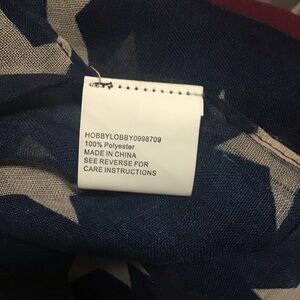 HOBBYLOBBY0998709
100% Polyester
MADE IN CHINA
SEE REVERSE FOR
CARE INSTRUCTIONS